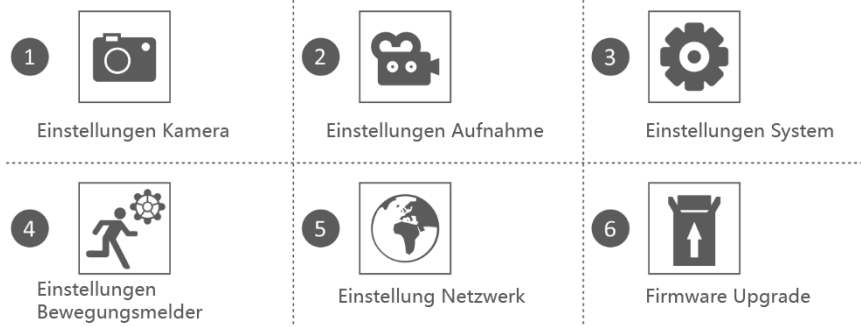 1
2
3
Einstellungen Kamera
Einstellungen Aufnahme
Einstellungen System
4
5
6
Einstellungen
Bewegungsmelder
Einstellung Netzwerk
Firmware Upgrade